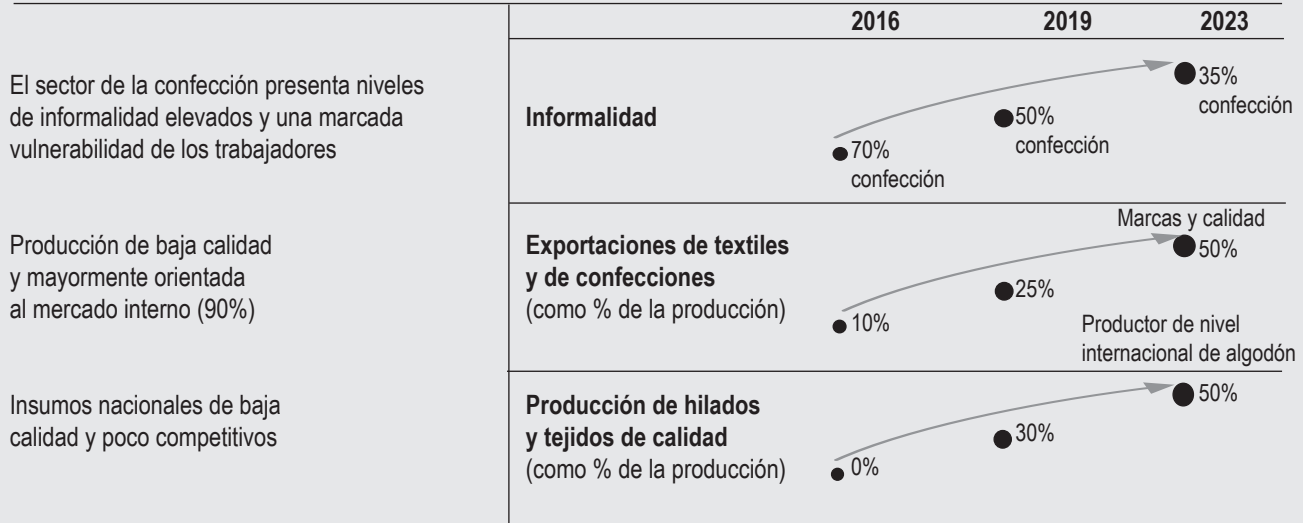 2016 2019 2023
El sector de la confección presenta niveles
de informalidad elevados y una marcada
vulnerabilidad de los trabajadores
Informalidad
70%
confección
50%
confección
35%
confección
Producción de baja calidad
y mayormente orientada
al mercado interno (90%)
Exportaciones de textiles
y de confecciones
(como % de la producción)
10%
25%
Marcas y calidad
50%
Insumos nacionales de baja
calidad y poco competitivos
Producción de hilados
y tejidos de calidad
(como % de la producción)
0%
30%
Productor de nivel
internacional de algodón
50%